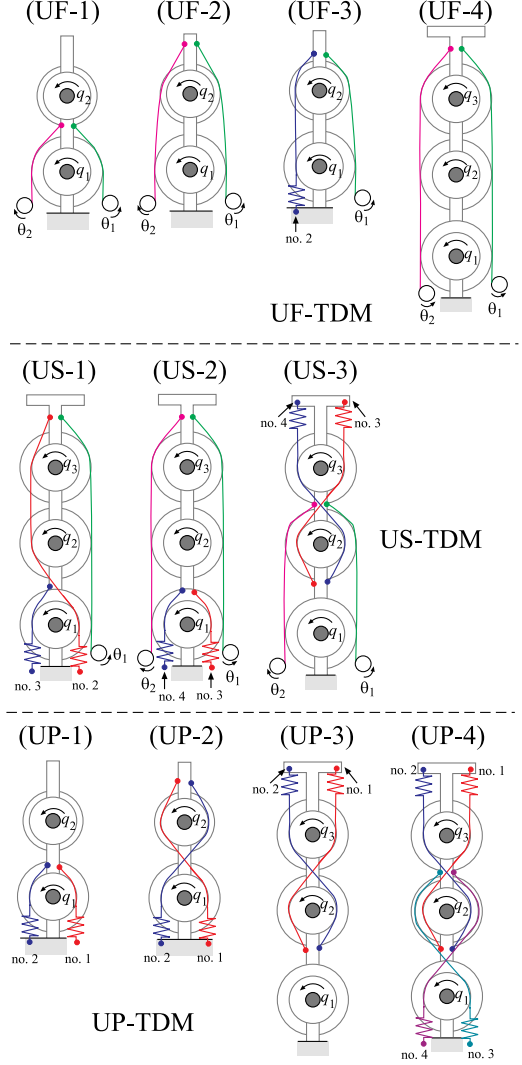 (UF-1) (UF-2) (UF-3) (UF-4)
q2 q2 q2 q3
q1 q1 q1 q2
q1
θ2 θ1 θ2 θ1 no. 2 θ1 θ2 θ1
UF-TDM
(US-1) (US-2) (US-3)
no. 4 no. 3
q3 q3 q3
q2 q2 q2
q1 q1 q1
no. 3 no. 2 θ1 θ2 no. 4 no. 3 θ1 θ2 θ1
US-TDM
(UP-1) (UP-2) (UP-3) (UP-4)
no. 2 no. 1 no. 2 no. 1
q2 q2 q3 q3
q1 q1 q2 q2
no. 2 no. 1 no. 2 no. 1
q1 q1
no. 4 no. 3
UP-TDM